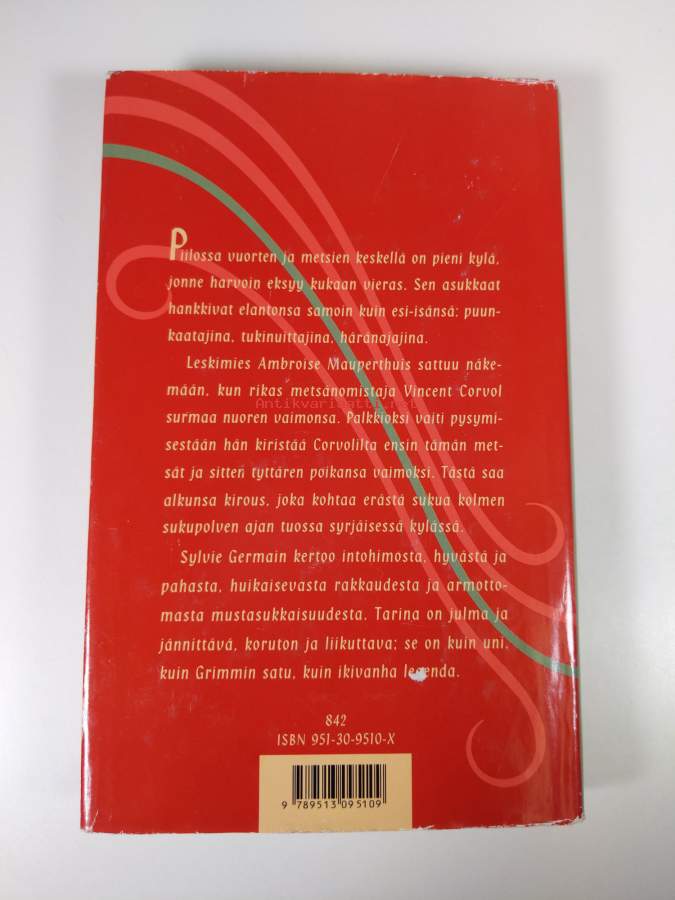 Piilossa vuorten ja metsien keskellä on pieni kylä,
jonne harvoin eksyy kukaan vieras. Sen asukkaat
hankkivat elantonsa samoin kuin esi-isänsä: puun-
kaatajina, tukinuittajina, häränajajina.
Leskimies Ambroise Mauperthuis sattuu näke-
mään, kun rikas metsänomistaja Vincent Corvol
Antikvariaatti.net
surmaa nuoren vaimonsa. Palkkioksi vaiti pysymi-
sestään hän kiristää Corvolilta ensin tämän met-
sät ja sitten tyttären poikansa vaimoksi. Tästä saa
alkunsa kirous, joka kohtaa erästä sukua kolmen
sukupolven ajan tuossa syrjäisessä kylässä.
Sylvie Germain kertoo intohimosta, hyvästä ja
pahasta, huikaisevasta rakkaudesta ja armotto-
masta mustasukkaisuudesta. Tarina on julma ja
jännittävä, koruton ja liikuttava; se on kuin uni,
kuin Grimmin satu, kuin ikivanha legenda.
842
ISBN 951-30-9510-X
9 789513 095109